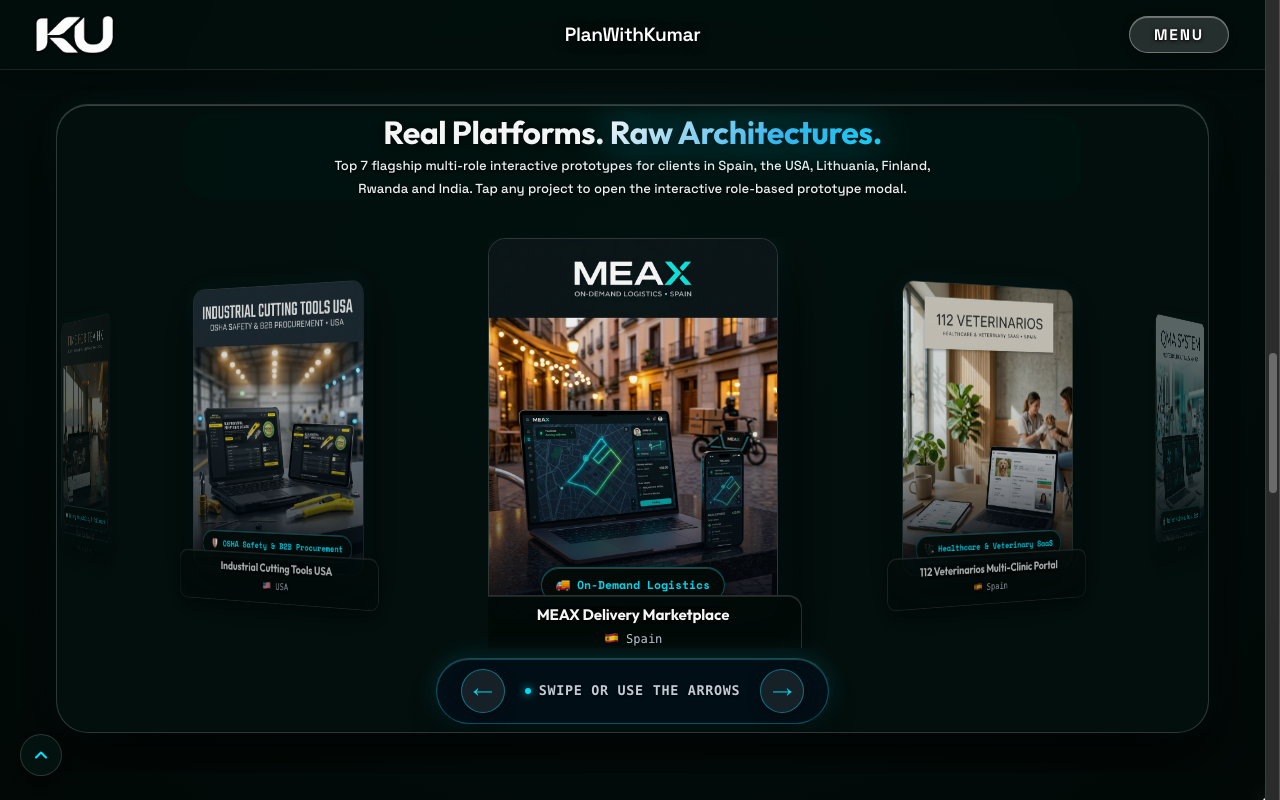 KU
PlanWithKumar
MENU
Real Platforms. Raw Architectures.
Top 7 flagship multi-role interactive prototypes for clients in Spain, the USA, Lithuania, Finland,
Rwanda and India. Tap any project to open the interactive role-based prototype modal.
INDUSTRIAL CUTTING TOOLS USA
OSHA SAFETY & B2B PROCUREMENT • USA
OSHA Safety & B2B Procurement
Industrial Cutting Tools USA
USA
MEAX
ON-DEMAND LOGISTICS • SPAIN
MEAX
MEAX
On-Demand Logistics
MEAX Delivery Marketplace
Spain
112 VETERINARIOS
HEALTHCARE & VETERINARY SAAS • SPAIN
Healthcare & Veterinary SaaS
112 Veterinarios Multi-Clinic Portal
Spain
QMA SYSTEM
← SWIPE OR USE THE ARROWS →